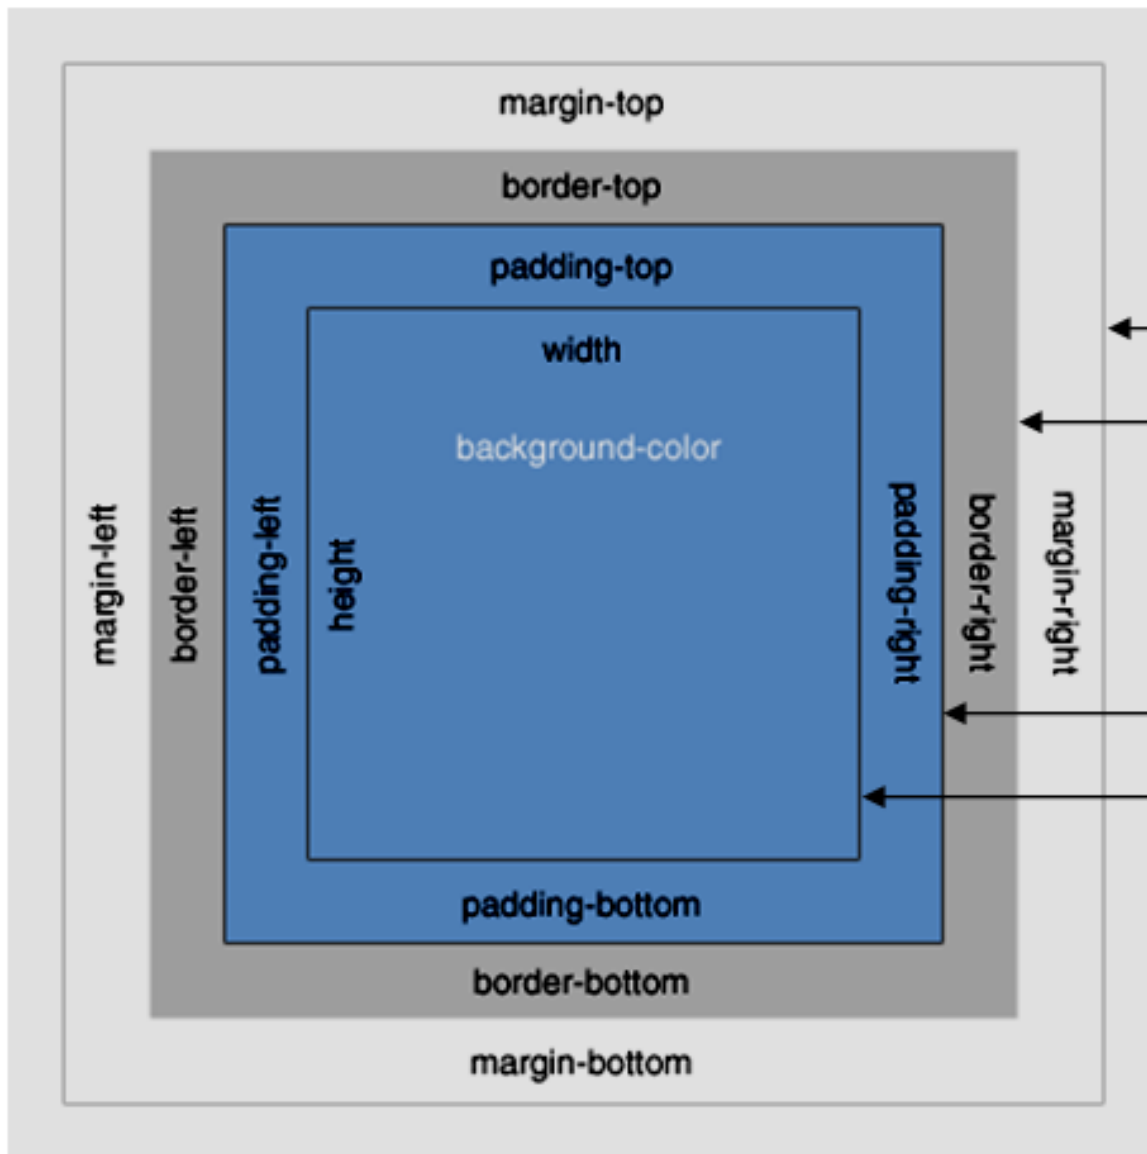 margin-top
border-top
padding-top
width
background-color
margin-left
border-left
padding-left
height
padding-right
border-right
margin-right
padding-bottom
border-bottom
margin-bottom